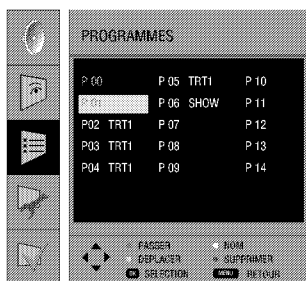 PROGRAMMES
P 00 P 05 TRT1 P 10
P 01 P 06 SHOW P 11
P02 TRT1 P 07 P 12
P03 TRT1 P 08 P 13
P04 TRT1 P 09 P 14
PASSER NOM
DEPLACER SUPPRIMER
OK SELECTION MENU RETOUR